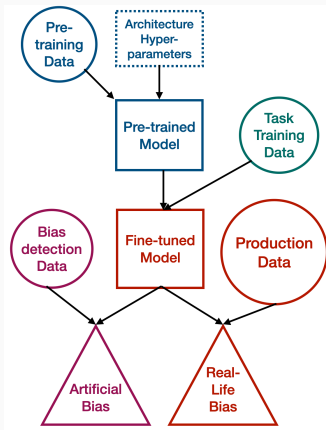 Pre-
training
Data
Architecture
Hyper-
parameters
Pre-trained
Model
Task
Training
Data
Bias
detection
Data
Fine-tuned
Model
Production
Data
Artificial
Bias
Real-
Life
Bias